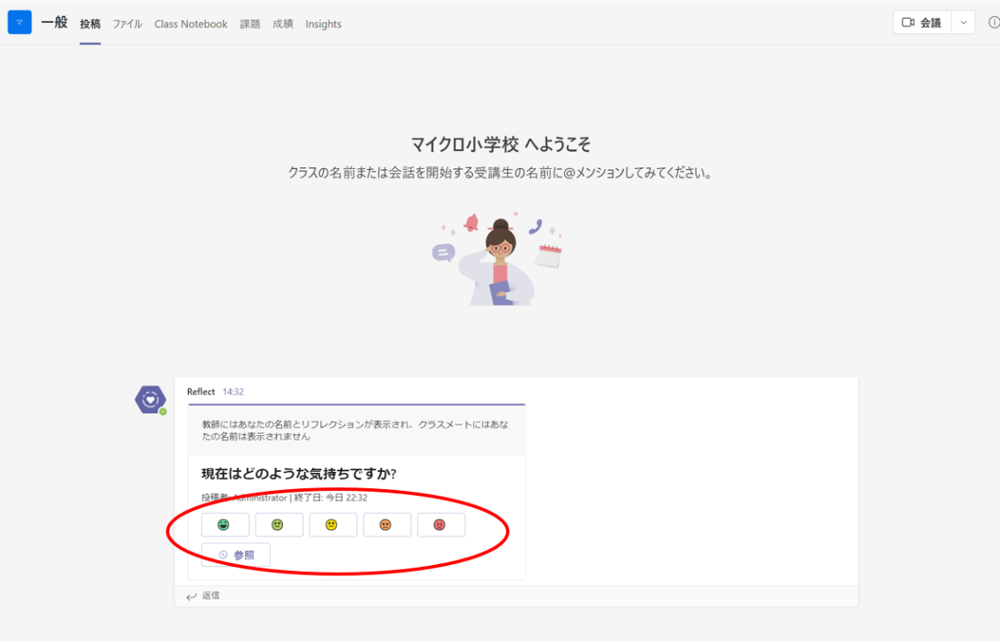 マ 一般 投稿 ファイル Class Notebook 課題 成績 Insights 会議
マイクロ小学校 へようこそ
クラスの名前または会話を開始する受講生の名前に@メンションしてみてください。
Reflect 14:32
教師にはあなたの名前とリフレクションが表示され、クラスメートにはあな
たの名前は表示されません
現在はどのような気持ちですか?
投稿者: Administrator | 終了日: 今日 22:32
参照
返信